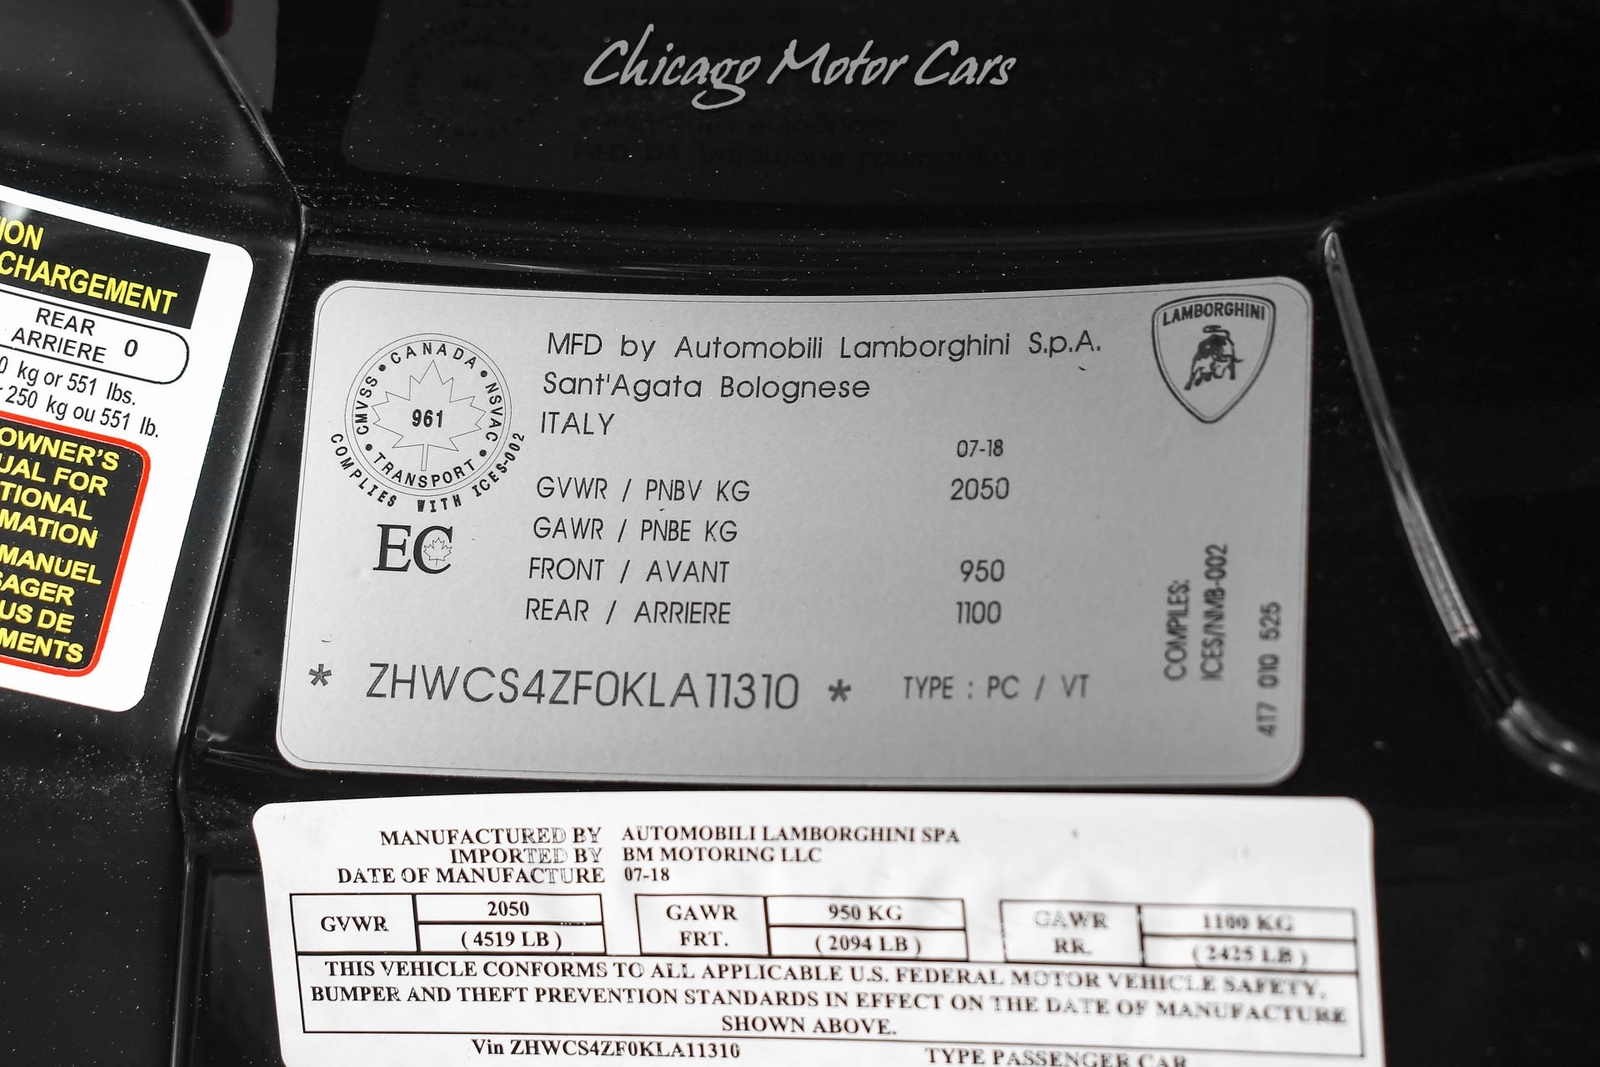 Chicago Motor Cars
ION
CHARGEMENT
REAR
ARRIERE 0
0 kg or 551 lbs.
250 kg ou 551 lb.
OWNER'S
UAL FOR
TIONAL
MATION
MANUEL
SAGER
US DE
MENTS
CANADA • NSVAC • TRANSPORT • CMVSS •
961
COMPLIES WITH ICES-002
EC
MFD by Automobili Lamborghini S.p.A.
Sant'Agata Bolognese
ITALY
LAMBORGHINI
07-18
GVWR / PNBV KG 2050
GAWR / PNBE KG
FRONT / AVANT 950
REAR / ARRIERE 1100
* ZHWCS4ZF0KLA11310 * TYPE : PC / VT
COMPLIES:
ICES/NMB-002
4T7 010 525
MANUFACTURED BY AUTOMOBILI LAMBORGHINI SPA
IMPORTED BY BM MOTORING LLC
DATE OF MANUFACTURE 07-18
GVWR 2050 (4519 LB)
GAWR FRT. 950 KG (2094 LB)
GAWR RR. 1100 KG (2425 LB)
THIS VEHICLE CONFORMS TO ALL APPLICABLE U.S. FEDERAL MOTOR VEHICLE SAFETY,
BUMPER AND THEFT PREVENTION STANDARDS IN EFFECT ON THE DATE OF MANUFACTURE
SHOWN ABOVE.
Vin ZHWCS4ZF0KLA11310 TYPE PASSENGER CAR